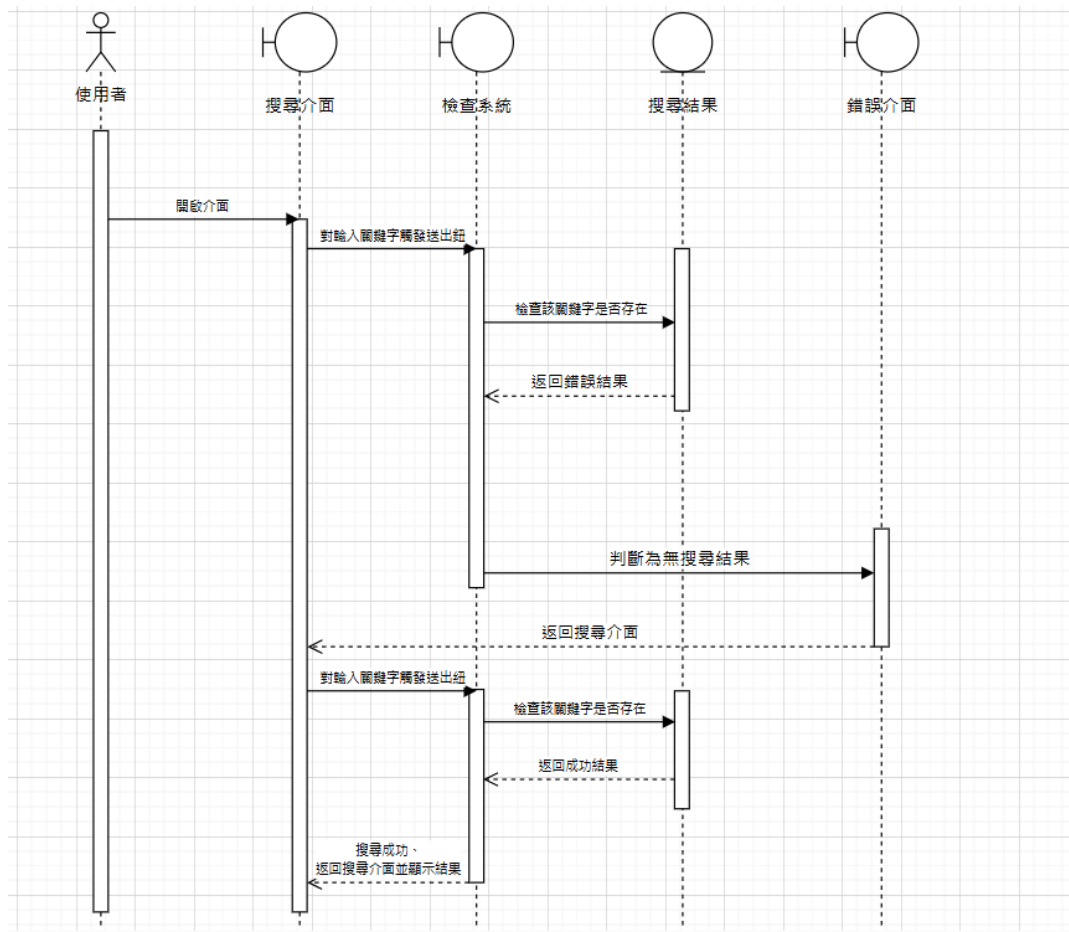 使用者
搜尋介面
檢查系統
搜尋結果
錯誤介面
開啟介面
對輸入關鍵字觸發送出鈕
檢查該關鍵字是否存在
返回錯誤結果
判斷為無搜尋結果
返回搜尋介面
對輸入關鍵字觸發送出鈕
檢查該關鍵字是否存在
返回成功結果
搜尋成功、
返回搜尋介面並顯示結果